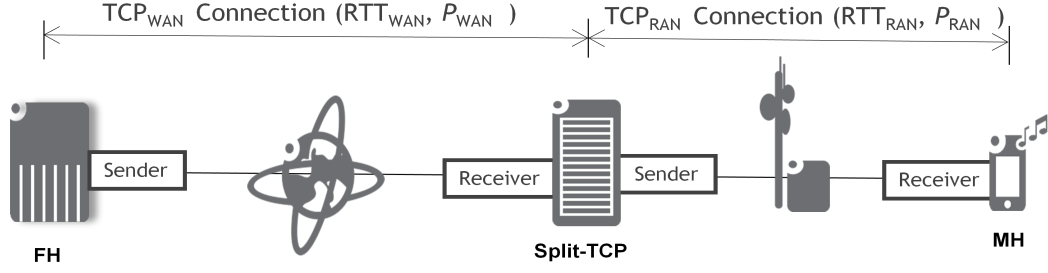 TCPWAN Connection (RTTWAN, PWAN )
TCPRAN Connection (RTTRAN, PRAN )
Sender
Receiver
Sender
Receiver
FH
Split-TCP
MH